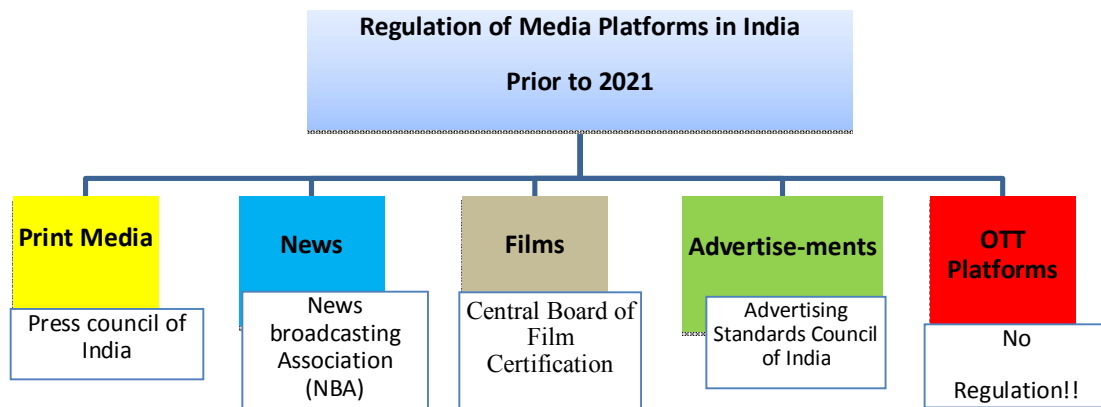 Regulation of Media Platforms in India
Prior to 2021
Print Media
Press council of
India
News
News
broadcasting
Association
(NBA)
Films
Central Board of
Film
Certification
Advertise-ments
Advertising
Standards Council
of India
OTT
Platforms
No
Regulation!!